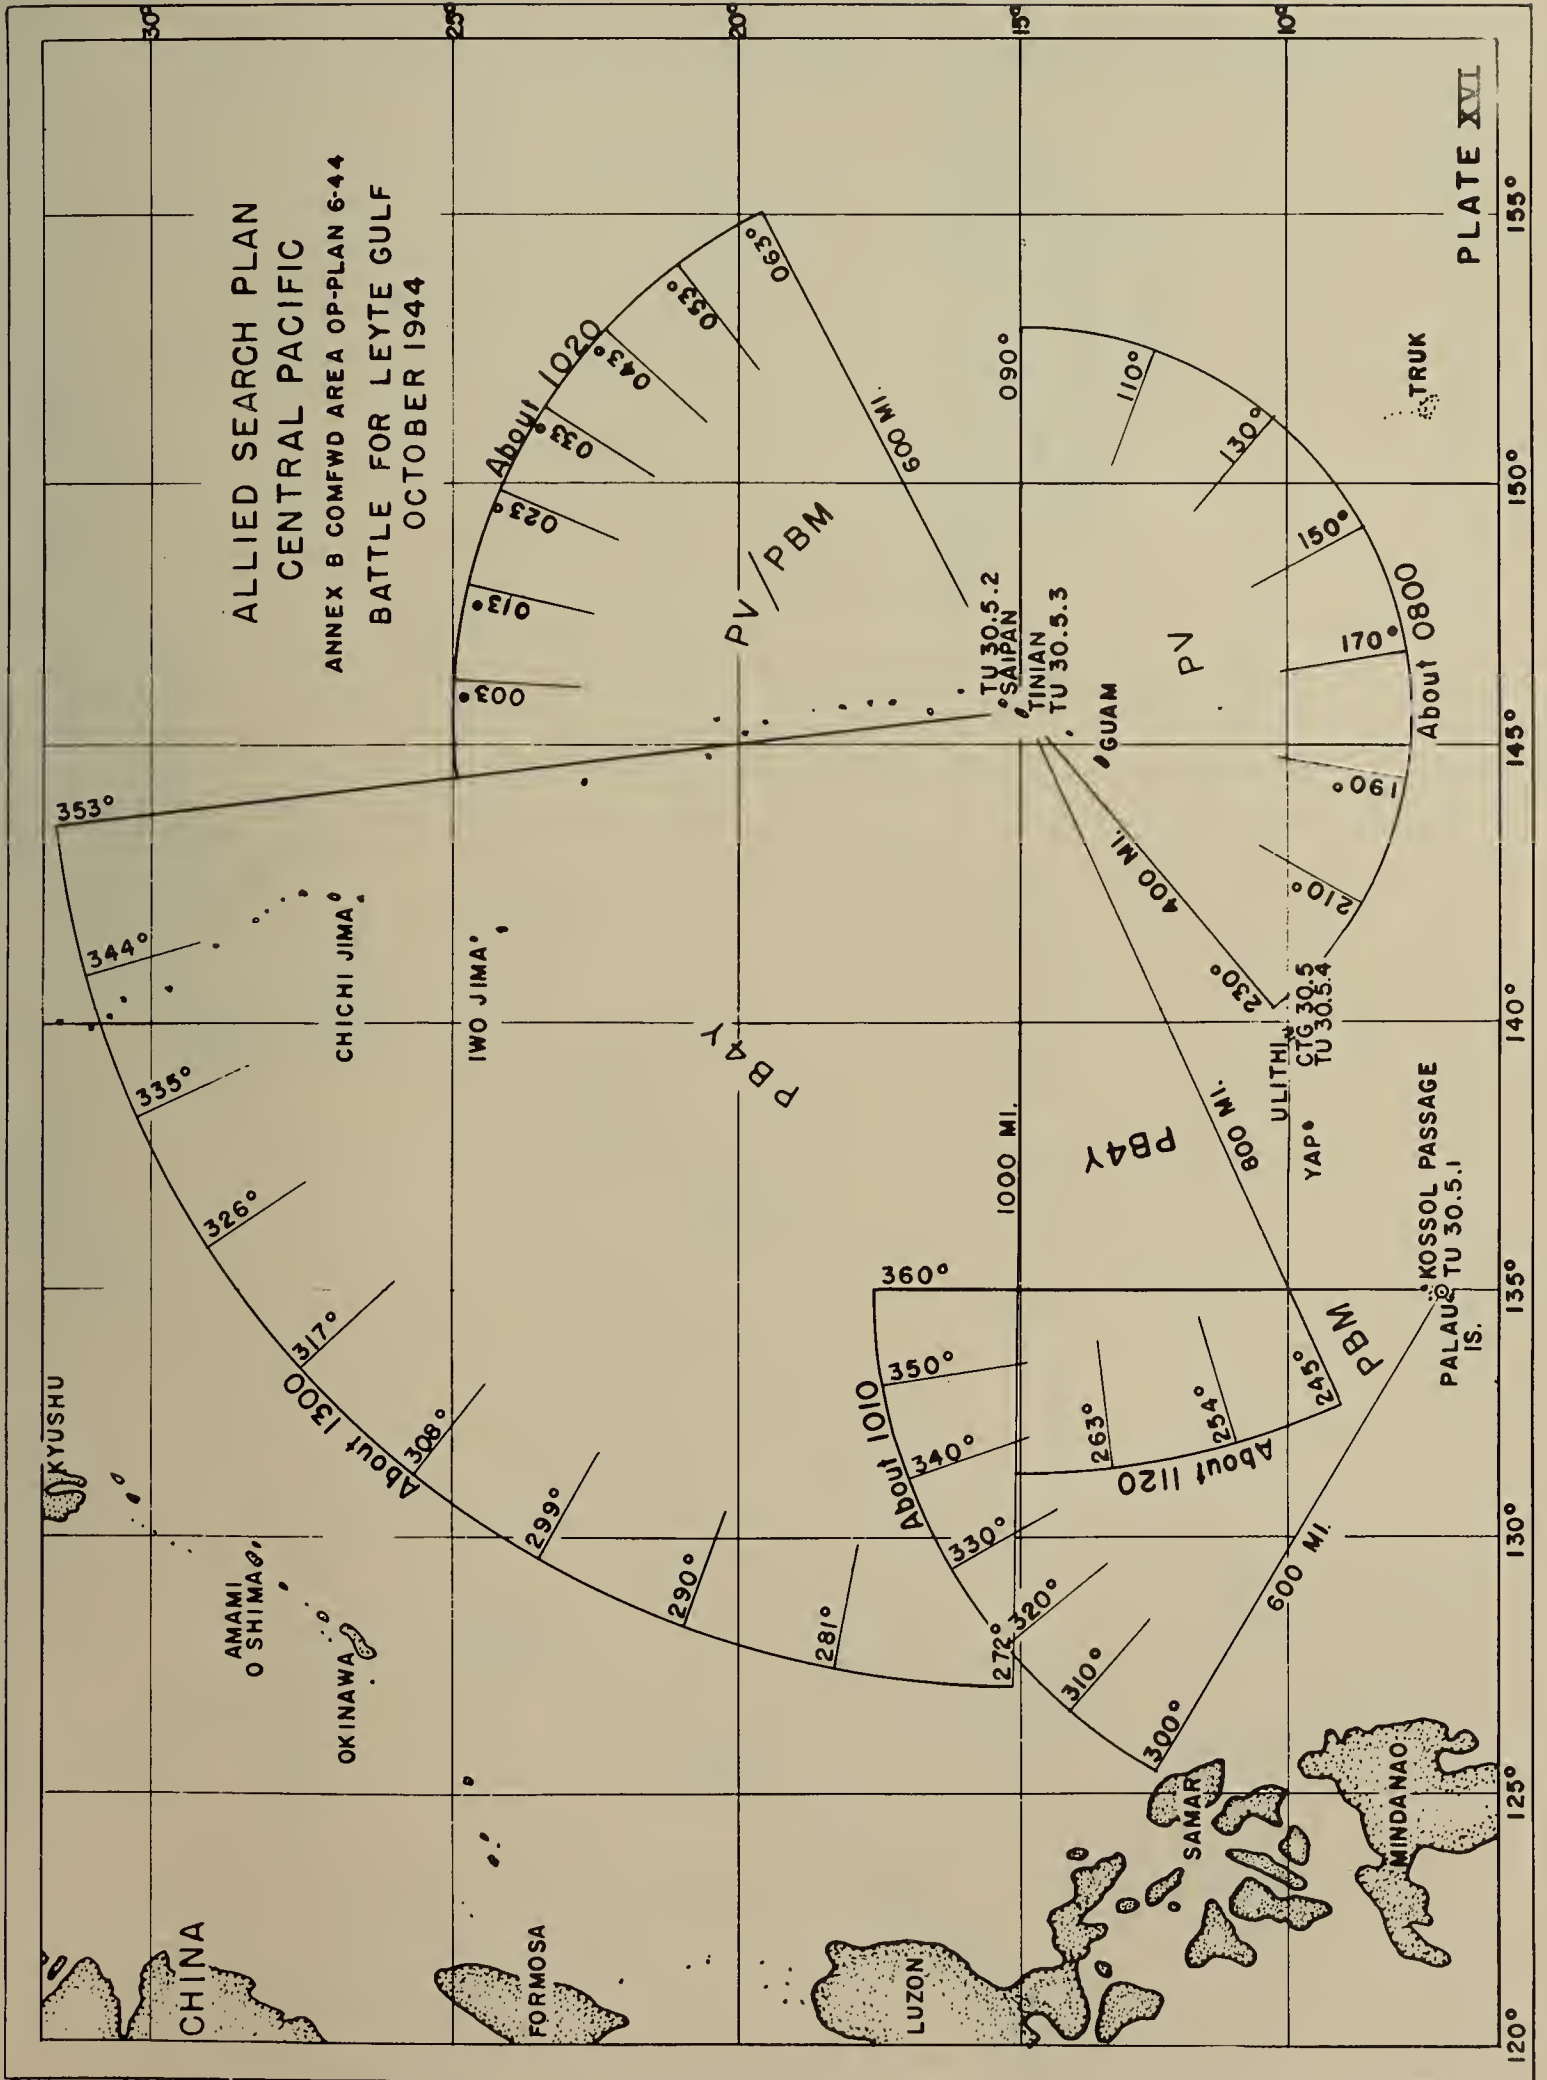 ALLIED SEARCH PLAN
CENTRAL PACIFIC
ANNEX B COMFWD AREA OP-PLAN 6-44
BATTLE FOR LEYTE GULF
OCTOBER 1944
30°
25°
20°
15°
10°
CHINA
FORMOSA
LUZON
SAMAR
MINDANAO
KYUSHU
AMAMI
O SHIMA
OKINAWA
CHICHI JIMA
IWO JIMA
353°
344°
335°
326°
317°
About 1300
308°
299°
290°
281°
272°
PB4Y
1000 MI.
003°
013°
023°
033°
043°
053°
063°
About 1020
600 MI.
PV/PBM
TU 30.5.2
SAIPAN
TINIAN
TU 30.5.3
GUAM
PV
090°
110°
130°
150°
170°
190°
210°
230°
About 0800
400 MI.
TRUK
800 MI.
PB4Y
245°
254°
263°
About 1120
360°
350°
340°
330°
320°
310°
300°
About 1010
600 MI.
PBM
ULITHI
CTG 30.5
TU 30.5.4
YAP
KOSSOL PASSAGE
TU 30.5.1
PALAU
IS.
120°
125°
130°
135°
140°
145°
150°
155°
PLATE XVI